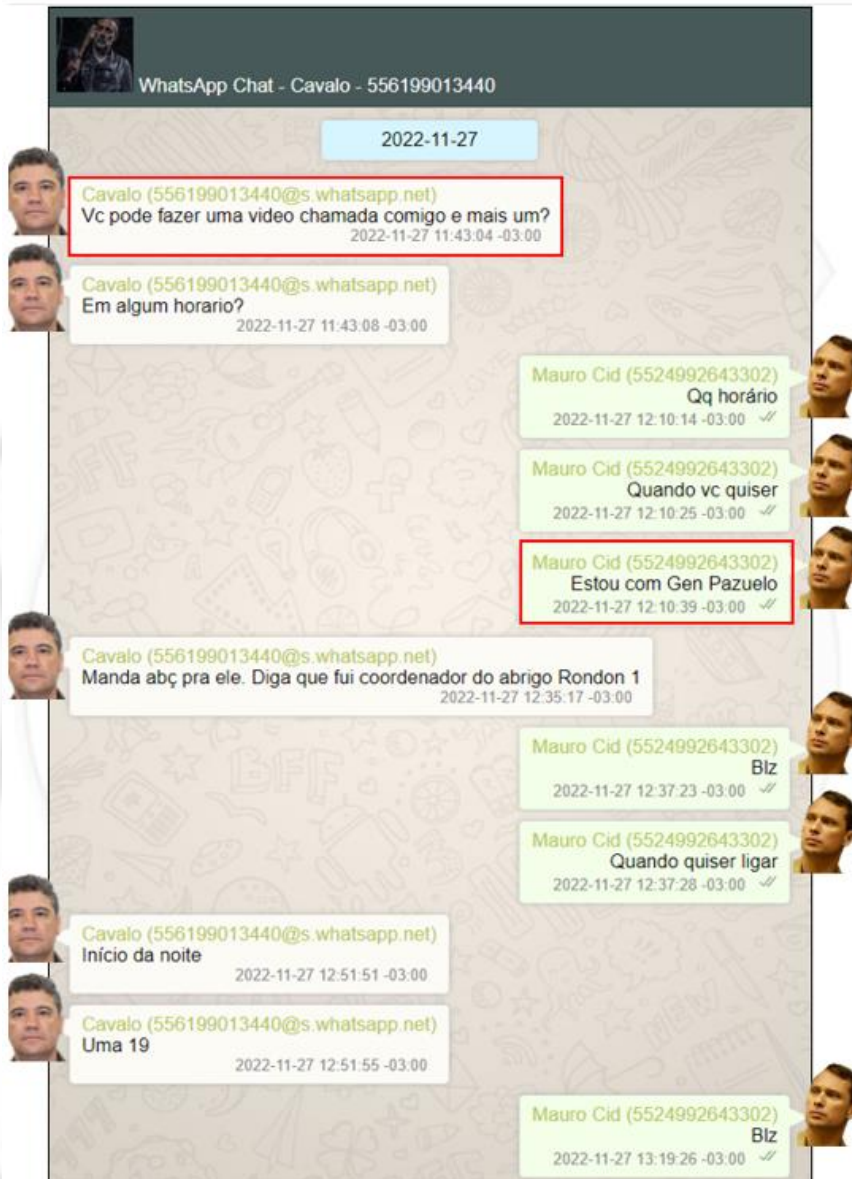 WhatsApp Chat - Cavalo - 556199013440
2022-11-27
Cavalo (556199013440@s.whatsapp.net)
Vc pode fazer uma video chamada comigo e mais um?
2022-11-27 11:43:04 -03:00
Cavalo (556199013440@s.whatsapp.net)
Em algum horario?
2022-11-27 11:43:08 -03:00
Mauro Cid (5524992643302)
Qq horário
2022-11-27 12:10:14 -03:00
Mauro Cid (5524992643302)
Quando vc quiser
2022-11-27 12:10:25 -03:00
Mauro Cid (5524992643302)
Estou com Gen Pazuelo
2022-11-27 12:10:39 -03:00
Cavalo (556199013440@s.whatsapp.net)
Manda abç pra ele. Diga que fui coordenador do abrigo Rondon 1
2022-11-27 12:35:17 -03:00
Mauro Cid (5524992643302)
Blz
2022-11-27 12:37:23 -03:00
Mauro Cid (5524992643302)
Quando quiser ligar
2022-11-27 12:37:28 -03:00
Cavalo (556199013440@s.whatsapp.net)
Início da noite
2022-11-27 12:51:51 -03:00
Cavalo (556199013440@s.whatsapp.net)
Uma 19
2022-11-27 12:51:55 -03:00
Mauro Cid (5524992643302)
Blz
2022-11-27 13:19:26 -03:00